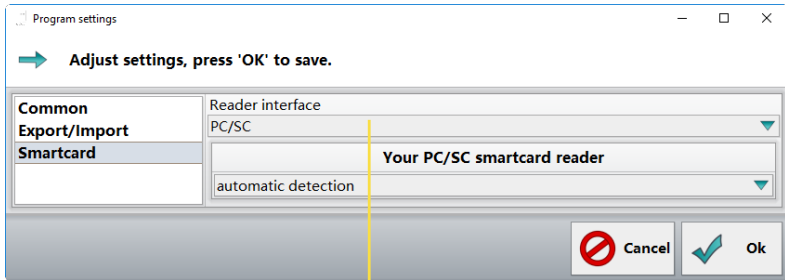 Program settings
Adjust settings, press 'OK' to save.
Common
Export/Import
Smartcard
Reader interface
PC/SC
Your PC/SC smartcard reader
automatic detection
Cancel
Ok